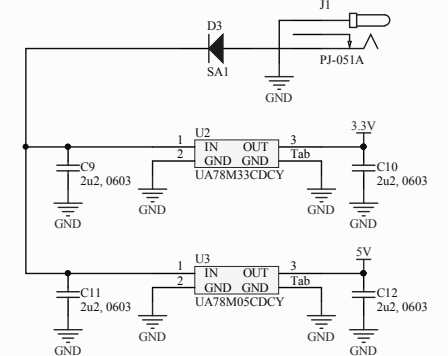 J1
D3
SA1
PJ-051A
GND
U2
3.3V
1 IN OUT 3
2 GND GND Tab
UA78M33CDCY
C9
2u2, 0603
C10
2u2, 0603
GND
GND
GND
GND
U3
5V
1 IN OUT 3
2 GND GND Tab
UA78M05CDCY
C11
2u2, 0603
C12
2u2, 0603
GND
GND
GND
GND